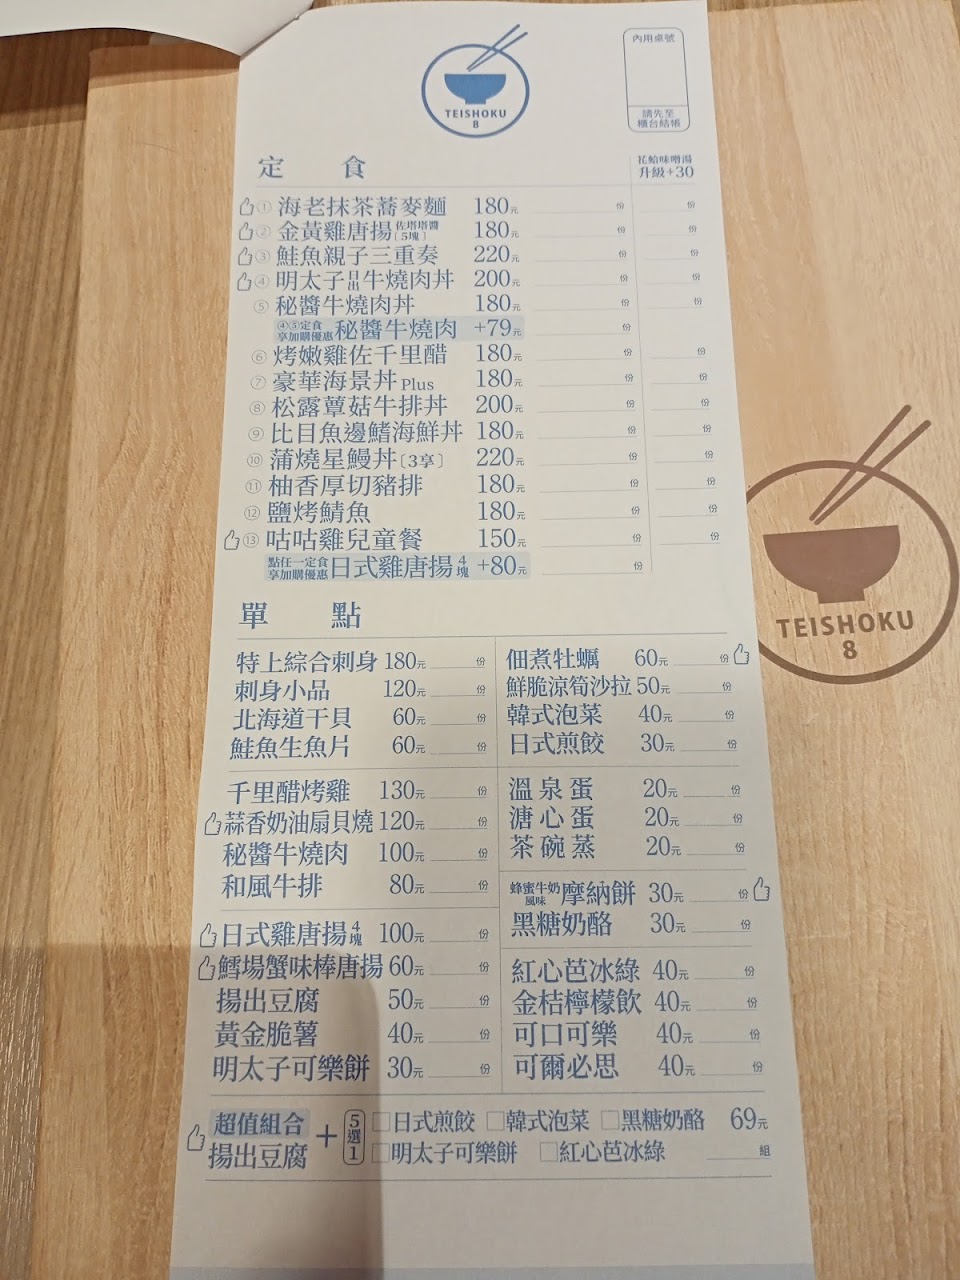 TEISHOKU
8
內用桌號
請先至
櫃台結帳
定 食
花蛤味噌湯
升級+30
① 海老抹茶蕎麥麵 180元 份 份
② 金黃雞唐揚 佐塔塔醬〔5塊〕 180元 份 份
③ 鮭魚親子三重奏 220元 份 份
④ 明太子日出牛燒肉丼 200元 份 份
⑤ 秘醬牛燒肉丼 180元 份 份
④⑤定食享加購優惠 秘醬牛燒肉 +79元 份
⑥ 烤嫩雞佐千里醋 180元 份 份
⑦ 豪華海景丼 Plus 180元 份 份
⑧ 松露蕈菇牛排丼 200元 份 份
⑨ 比目魚邊鰭海鮮丼 180元 份 份
⑩ 蒲燒星鰻丼〔3享〕 220元 份 份
⑪ 柚香厚切豬排 180元 份 份
⑫ 鹽烤鯖魚 180元 份 份
⑬ 咕咕雞兒童餐 150元 份 份
點任一定食享加購優惠 日式雞唐揚 4塊 +80元 份
單 點
特上綜合刺身 180元 份
刺身小品 120元 份
北海道干貝 60元 份
鮭魚生魚片 60元 份
千里醋烤雞 130元 份
蒜香奶油扇貝燒 120元 份
秘醬牛燒肉 100元 份
和風牛排 80元 份
日式雞唐揚 4塊 100元 份
鱈場蟹味棒唐揚 60元 份
揚出豆腐 50元 份
黃金脆薯 40元 份
明太子可樂餅 30元 份
佃煮牡蠣 60元 份
鮮脆涼筍沙拉 50元 份
韓式泡菜 40元 份
日式煎餃 30元 份
溫泉蛋 20元 份
溏心蛋 20元 份
茶碗蒸 20元 份
蜂蜜牛奶風味 摩納餅 30元 份
黑糖奶酪 30元 份
紅心芭冰綠 40元 份
金桔檸檬飲 40元 份
可口可樂 40元 份
可爾必思 40元 份
超值組合
揚出豆腐 + 5選1 □日式煎餃 □韓式泡菜 □黑糖奶酪 69元
□明太子可樂餅 □紅心芭冰綠 組
TEISHOKU
8